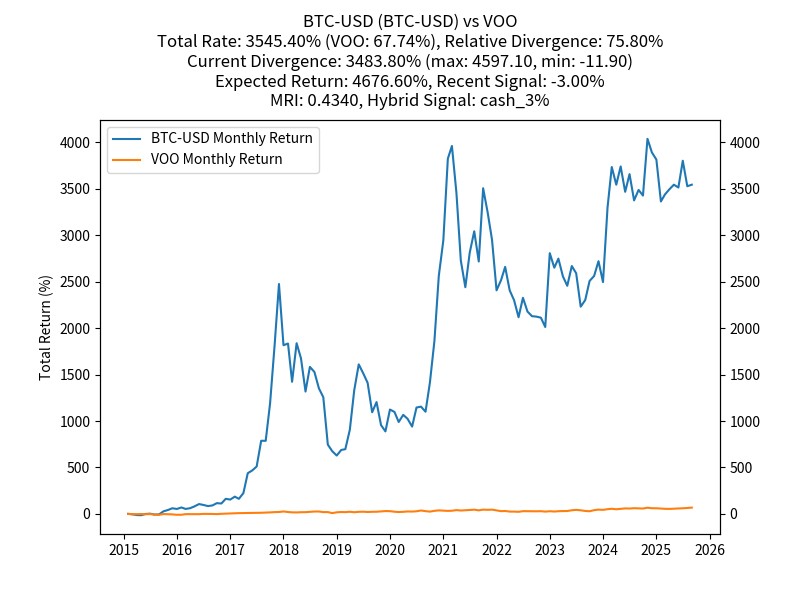 BTC-USD (BTC-USD) vs VOO
Total Rate: 3545.40% (VOO: 67.74%), Relative Divergence: 75.80%
Current Divergence: 3483.80% (max: 4597.10, min: -11.90)
Expected Return: 4676.60%, Recent Signal: -3.00%
MRI: 0.4340, Hybrid Signal: cash_3%
BTC-USD Monthly Return
VOO Monthly Return
Total Return (%)
4000 4000
3500 3500
3000 3000
2500 2500
2000 2000
1500 1500
1000 1000
500 500
0 0
2015 2016 2017 2018 2019 2020 2021 2022 2023 2024 2025 2026